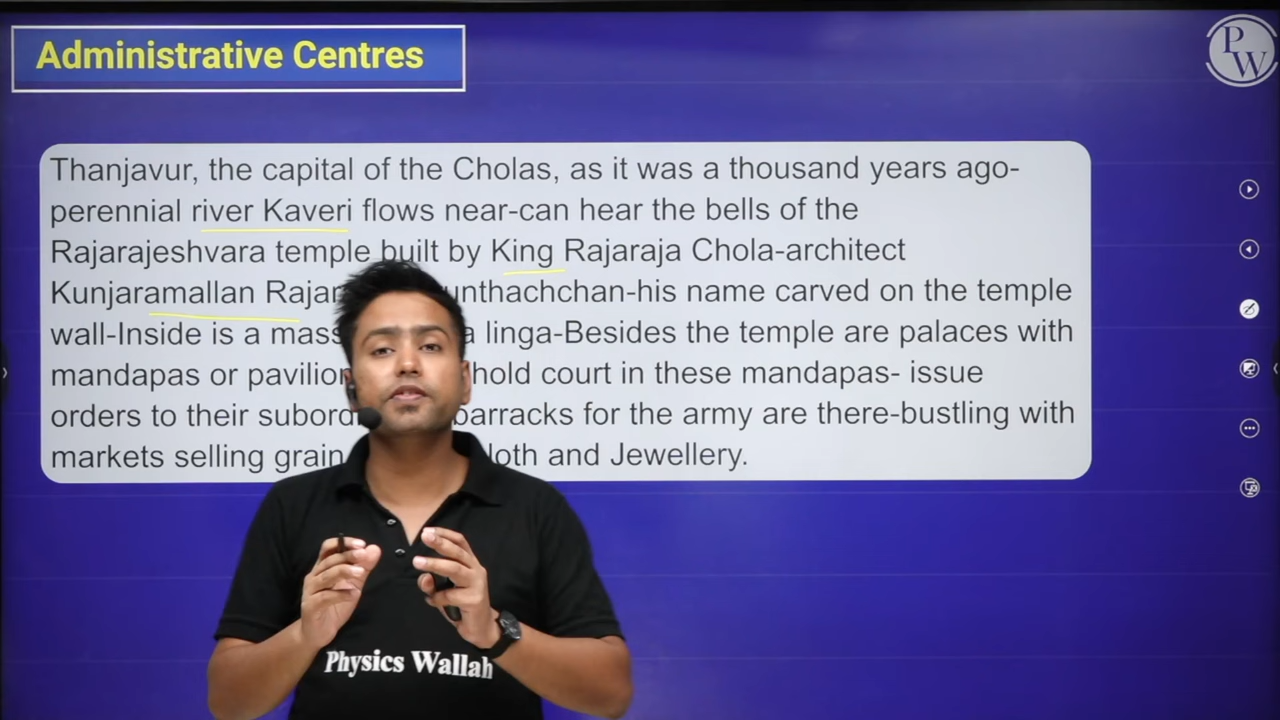 Administrative Centres
PW
Thanjavur, the capital of the Cholas, as it was a thousand years ago-
perennial river Kaveri flows near-can hear the bells of the
Rajarajeshvara temple built by King Rajaraja Chola-architect
Kunjaramallan Rajar unthachchan-his name carved on the temple
wall-Inside is a mass a linga-Besides the temple are palaces with
mandapas or pavilion hold court in these mandapas- issue
orders to their subord barracks for the army are there-bustling with
markets selling grain loth and Jewellery.
Physics Wallah